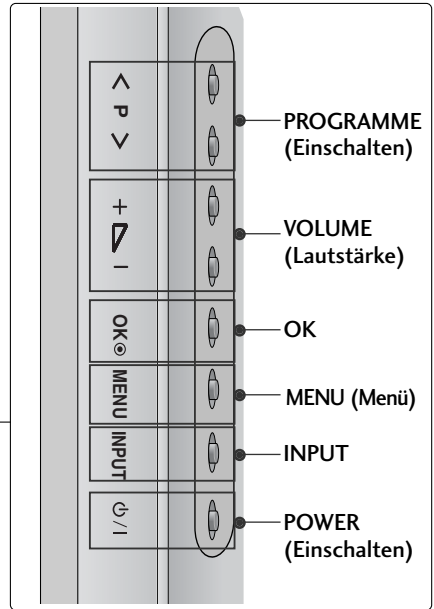 < P >
PROGRAMME
(Einschalten)
+ −
VOLUME
(Lautstärke)
OK
OK
MENU
MENU (Menü)
INPUT
INPUT
⏻/I
POWER
(Einschalten)